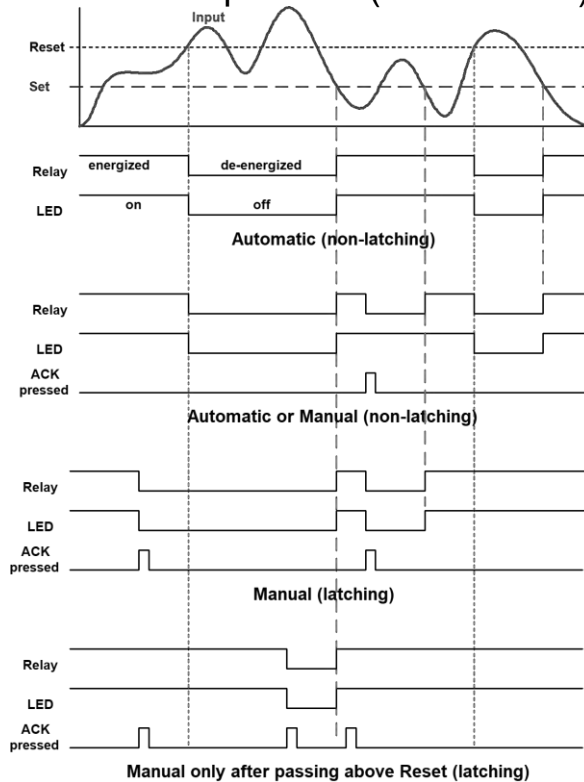 Input
Reset
Set
energized de-energized
Relay
on off
LED
Automatic (non-latching)
Relay
LED
ACK
pressed
Automatic or Manual (non-latching)
Relay
LED
ACK
pressed
Manual (latching)
Relay
LED
ACK
pressed
Manual only after passing above Reset (latching)